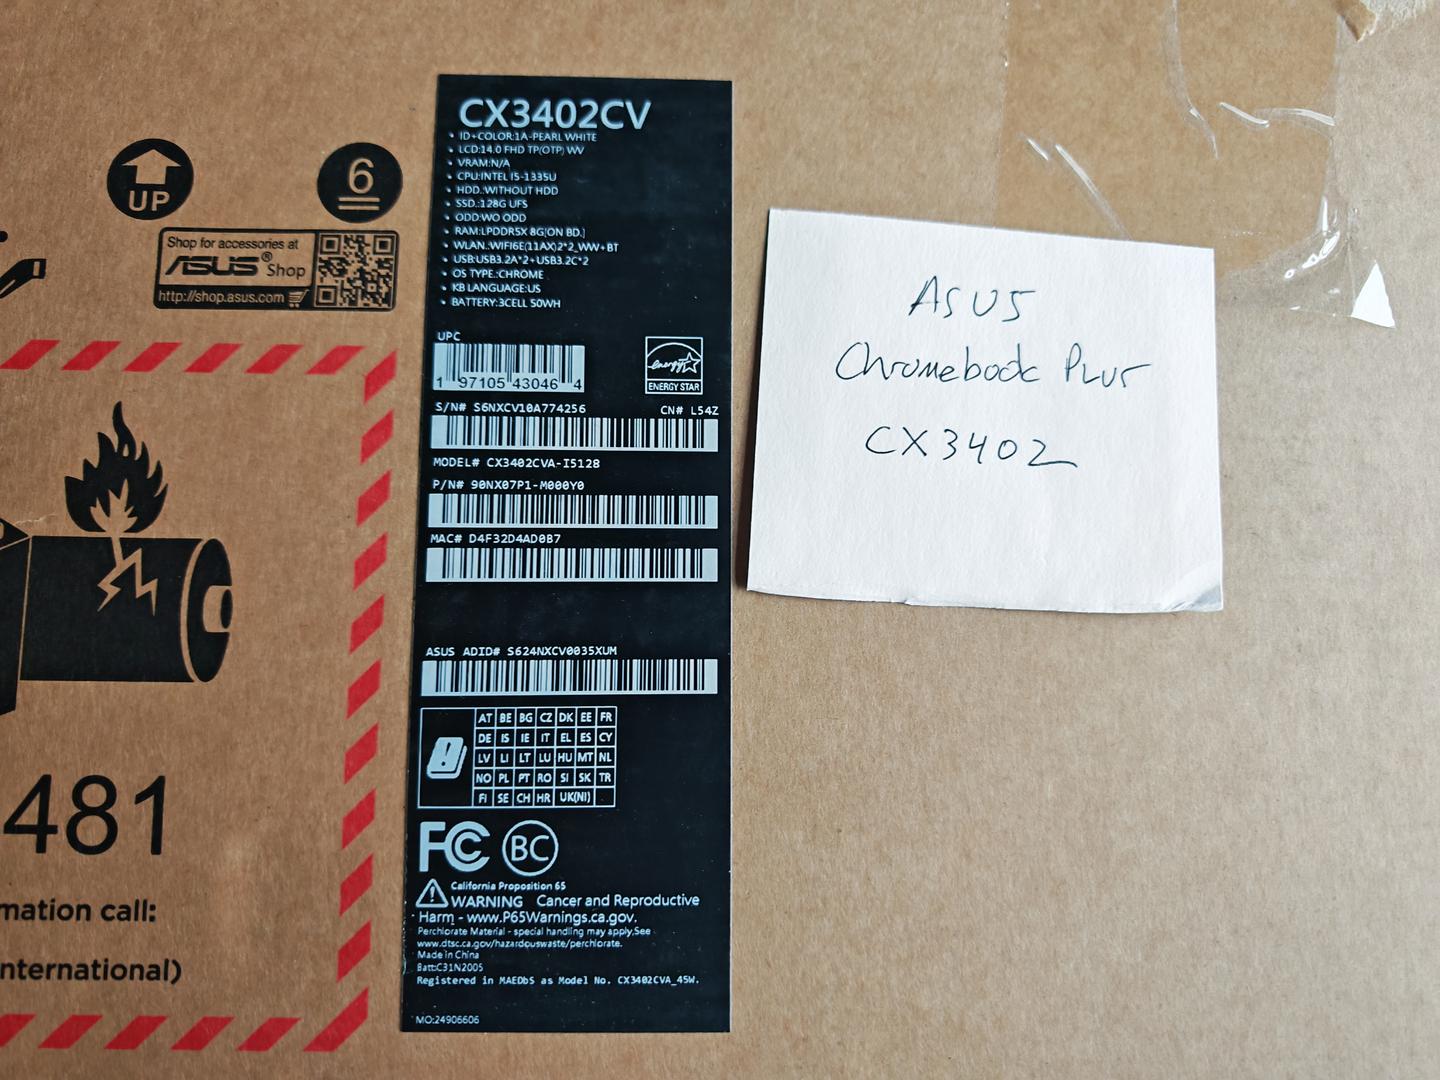 UP
6
Shop for accessories at
ASUS® Shop
http://shop.asus.com
481
mation call:
nternational)
CX3402CV
• ID+COLOR:1A-PEARL WHITE
• LCD:14.0 FHD TP(OTP) WV
• VRAM:N/A
• CPU:INTEL I5-1335U
• HDD.:WITHOUT HDD
• SSD.:128G UFS
• ODD:WO ODD
• RAM:LPDDR5X 8G[ON BD.]
• WLAN.:WIFI6E(11AX)2*2_WW+BT
• USB:USB3.2A*2+USB3.2C*2
• OS TYPE.:CHROME
• KB LANGUAGE:US
• BATTERY:3CELL 50WH
UPC
1 97105 43046 4
energy
ENERGY STAR
S/N# S6NXCV10A774256 CN# L54Z
MODEL# CX3402CVA-I5128
P/N# 90NX07P1-M000Y0
MAC# D4F32D4AD0B7
ASUS ADID# S624NXCV0035XUM
AT BE BG CZ DK EE FR
DE IS IE IT EL ES CY
LV LI LT LU HU MT NL
NO PL PT RO SI SK TR
FI SE CH HR UK(NI)
FC BC
California Proposition 65
WARNING Cancer and Reproductive
Harm - www.P65Warnings.ca.gov.
Perchlorate Material - special handling may apply,See
www.dtsc.ca.gov/hazardouswaste/perchlorate.
Made in China
Batt:C31N2005
Registered in MAEDbS as Model No. CX3402CVA_45W.
MO:24906606
ASUS
Chromebook Plus
CX3402